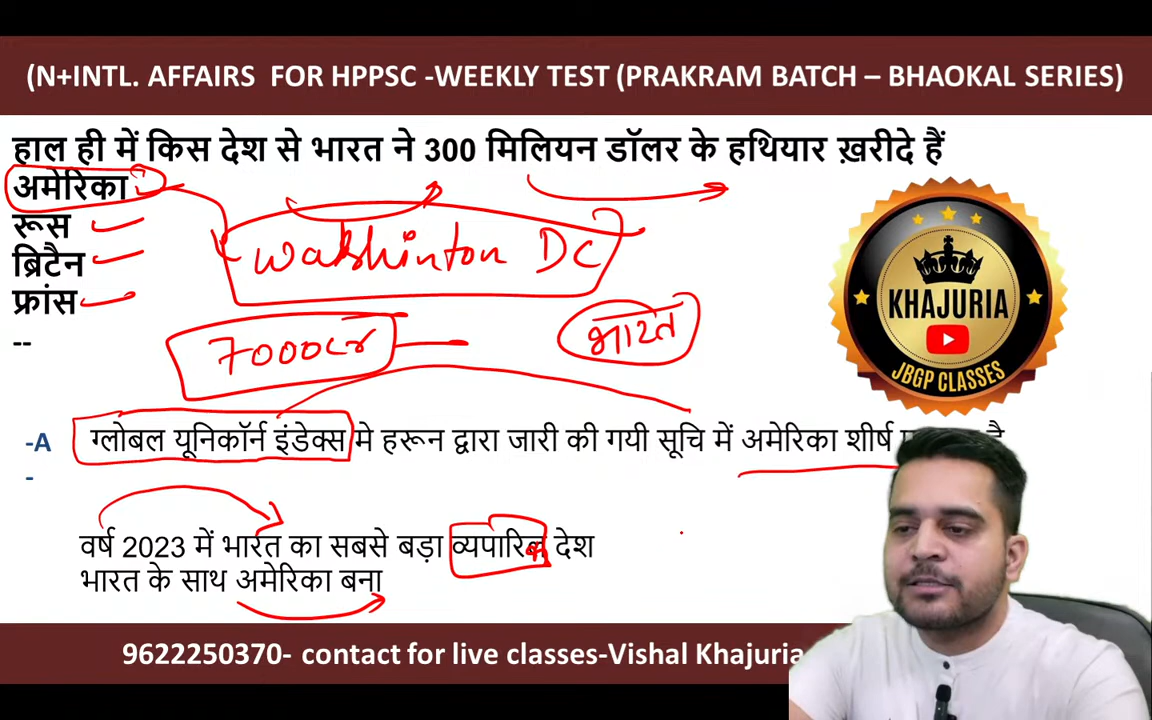 (N+INTL. AFFAIRS FOR HPPSC -WEEKLY TEST (PRAKRAM BATCH – BHAOKAL SERIES)
हाल ही में किस देश से भारत ने 300 मिलियन डॉलर के हथियार ख़रीदे हैं
अमेरिका
रूस
ब्रिटैन
फ्रांस
--
Washinton DC
7000cr
भारत
KHAJURIA
JBGP CLASSES
-A ग्लोबल यूनिकॉर्न इंडेक्स मे हरून द्वारा जारी की गयी सूचि में अमेरिका शीर्ष
-
वर्ष 2023 में भारत का सबसे बड़ा व्यपारिक देश
भारत के साथ अमेरिका बना
9622250370- contact for live classes-Vishal Khajuria